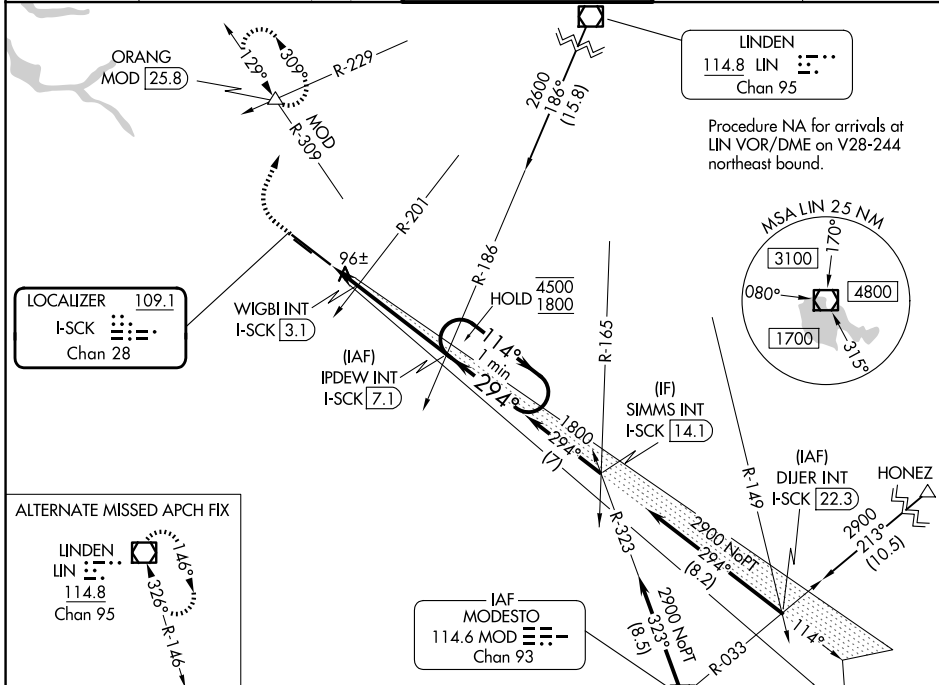 ORANG
MOD 25.8
129°
309°
R-229
MOD
R-309
2600
186°
(15.8)
LINDEN
114.8 LIN
Chan 95
Procedure NA for arrivals at
LIN VOR/DME on V28-244
northeast bound.
MSA LIN 25 NM
3100
170°
080°
4800
1700
315°
R-201
R-186
96±
LOCALIZER 109.1
I-SCK
Chan 28
WIGBI INT
I-SCK 3.1
HOLD 4500
1800
R-165
(IAF)
IPDEW INT
I-SCK 7.1
114°
1 min
294°
(IF)
SIMMS INT
I-SCK 14.1
1800
294°
(7)
R-149
(IAF)
DIJER INT
I-SCK 22.3
HONEZ
2900
213°
(10.5)
ALTERNATE MISSED APCH FIX
LINDEN
LIN
114.8
Chan 95
146°
326°
R-146
R-323
2900 NoPT
294°
(8.2)
IAF
MODESTO
114.6 MOD
Chan 93
2900 NoPT
323°
(8.5)
R-033
114°